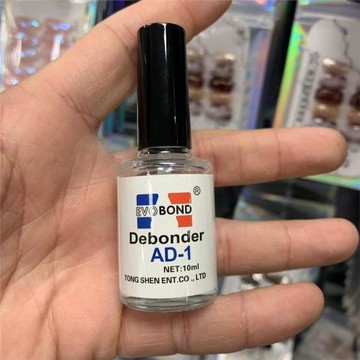 EVOBOND®
Debonder
AD-1
NET:10ml
TONG SHEN ENT.CO., LTD